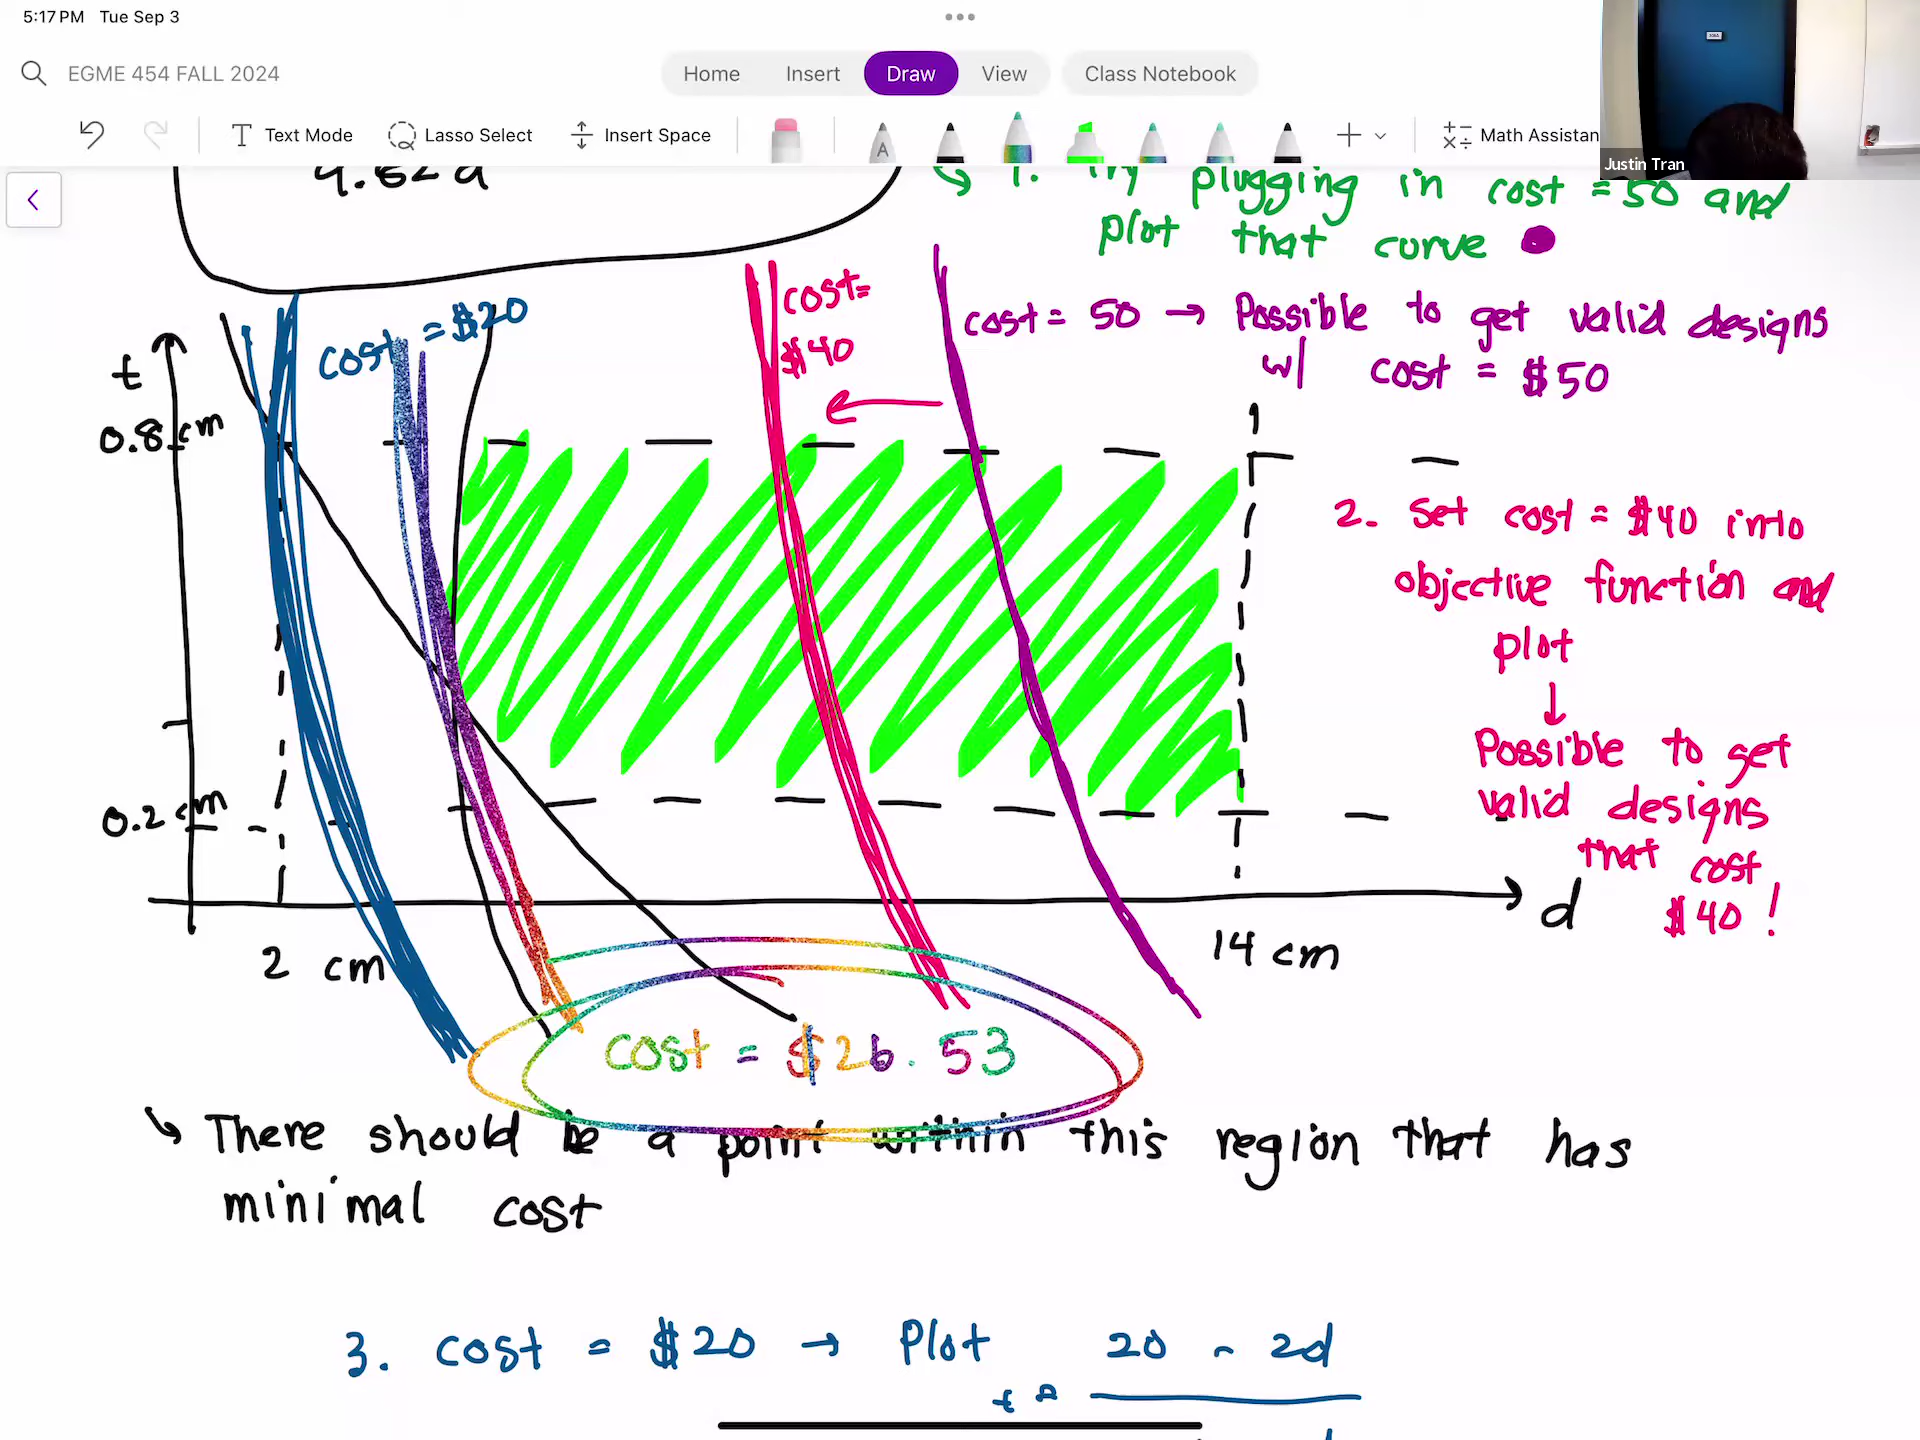 5:17 PM Tue Sep 3
EGME 454 FALL 2024
Home Insert Draw View Class Notebook
Text Mode Lasso Select Insert Space Math Assistan
Justin Tran
1. Try plugging in cost = 50 and
plot that curve
cost = $20
cost =
$40
cost = 50 → Possible to get valid designs
w/ cost = $50
t
0.8 cm
2. Set cost = $40 into
objective function and
plot
↓
Possible to get
valid designs
that cost
$40 !
0.2 cm
d
2 cm
14 cm
cost = $26.53
↳ There should be a point within this region that has
minimal cost
3. cost = $20 → Plot 20 - 2d
t =